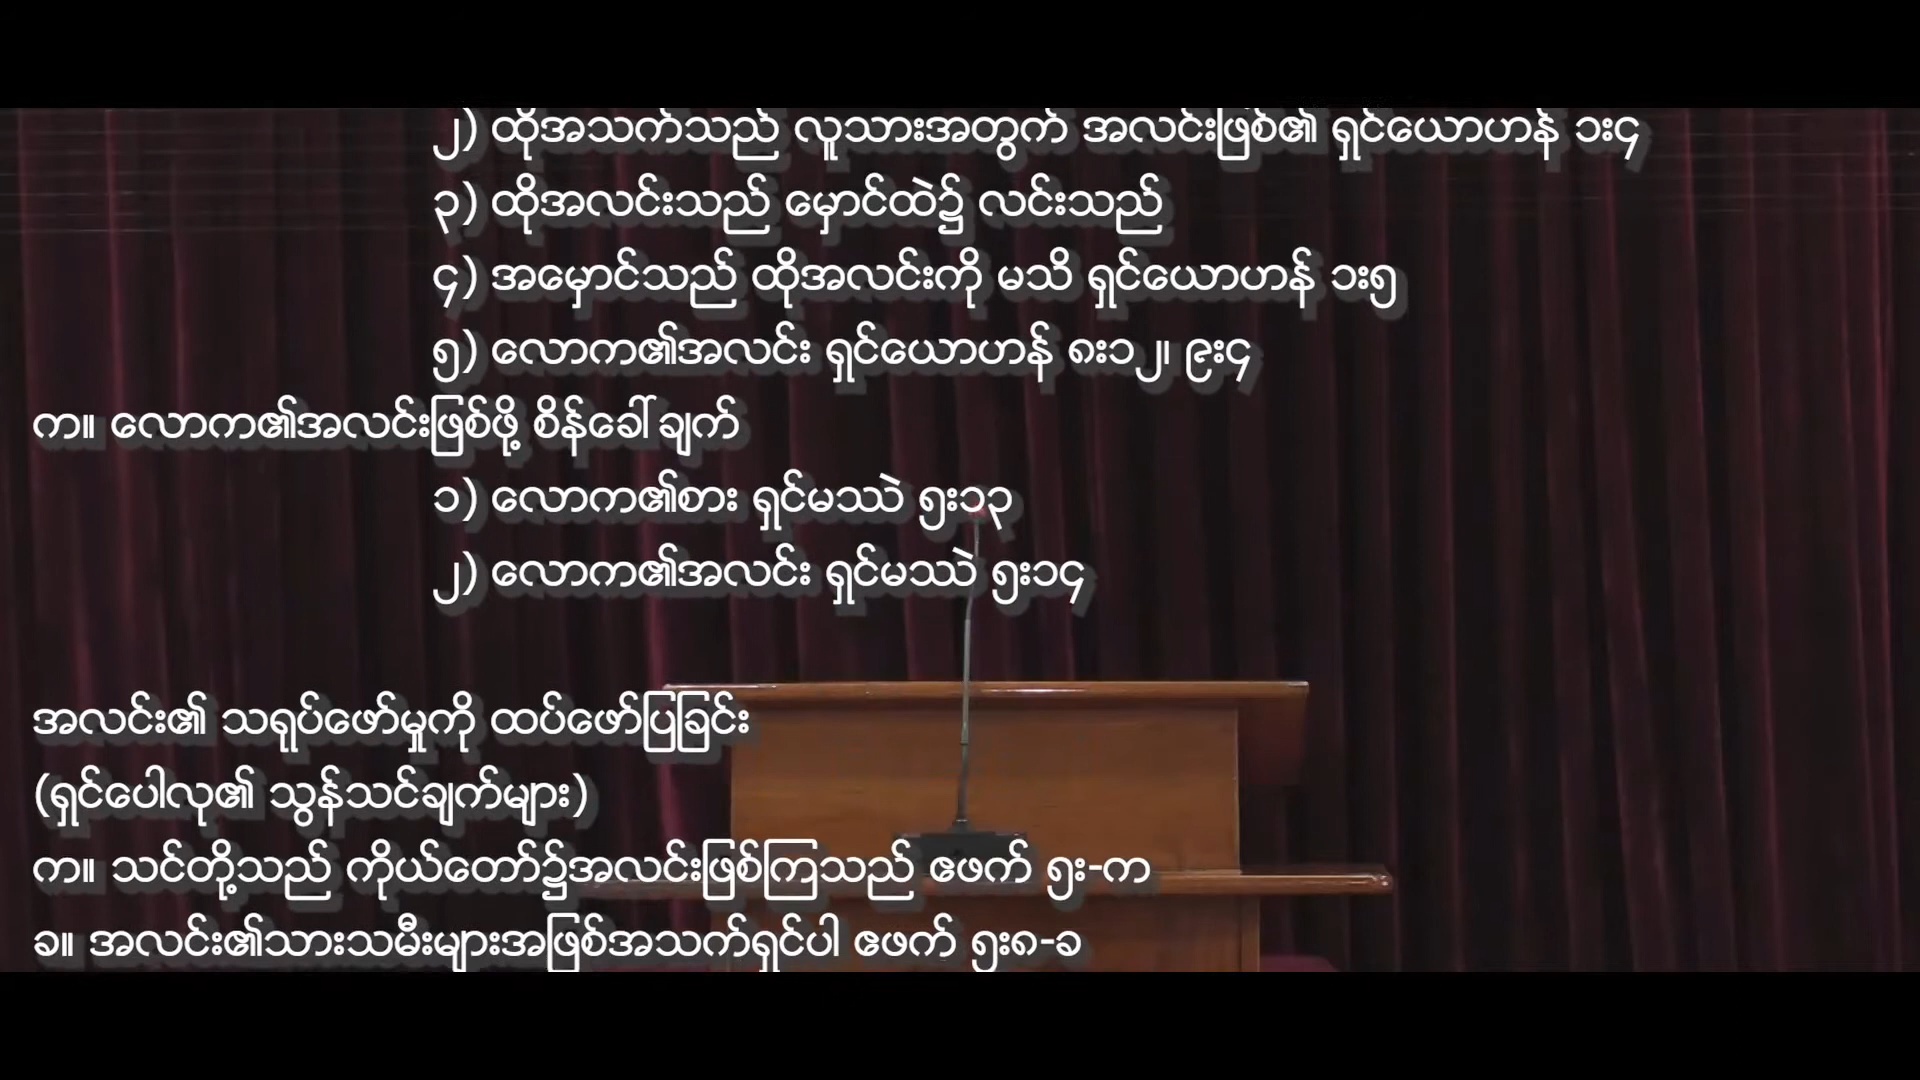 ၂) ထိုအသက်သည် လူသားအတွက် အလင်းဖြစ်၏ ရှင်ယောဟန် ၁း၄
၃) ထိုအလင်းသည် မှောင်ထဲ၌ လင်းသည်
၄) အမှောင်သည် ထိုအလင်းကို မသိ ရှင်ယောဟန် ၁း၅
၅) လောက၏အလင်း ရှင်ယောဟန် ၈း၁၂၊ ၉း၄
က။ လောက၏အလင်းဖြစ်ဖို့ စိန်ခေါ်ချက်
၁) လောက၏စား ရှင်မဿဲ ၅း၁၃
၂) လောက၏အလင်း ရှင်မဿဲ ၅း၁၄
အလင်း၏ သရုပ်ဖော်မှုကို ထပ်ဖော်ပြခြင်း
(ရှင်ပေါလု၏ သွန်သင်ချက်များ)
က။ သင်တို့သည် ကိုယ်တော်၌အလင်းဖြစ်ကြသည် ဧဖက် ၅း-က
ခ။ အလင်း၏သားသမီးများအဖြစ်အသက်ရှင်ပါ ဧဖက် ၅း၈-ခ